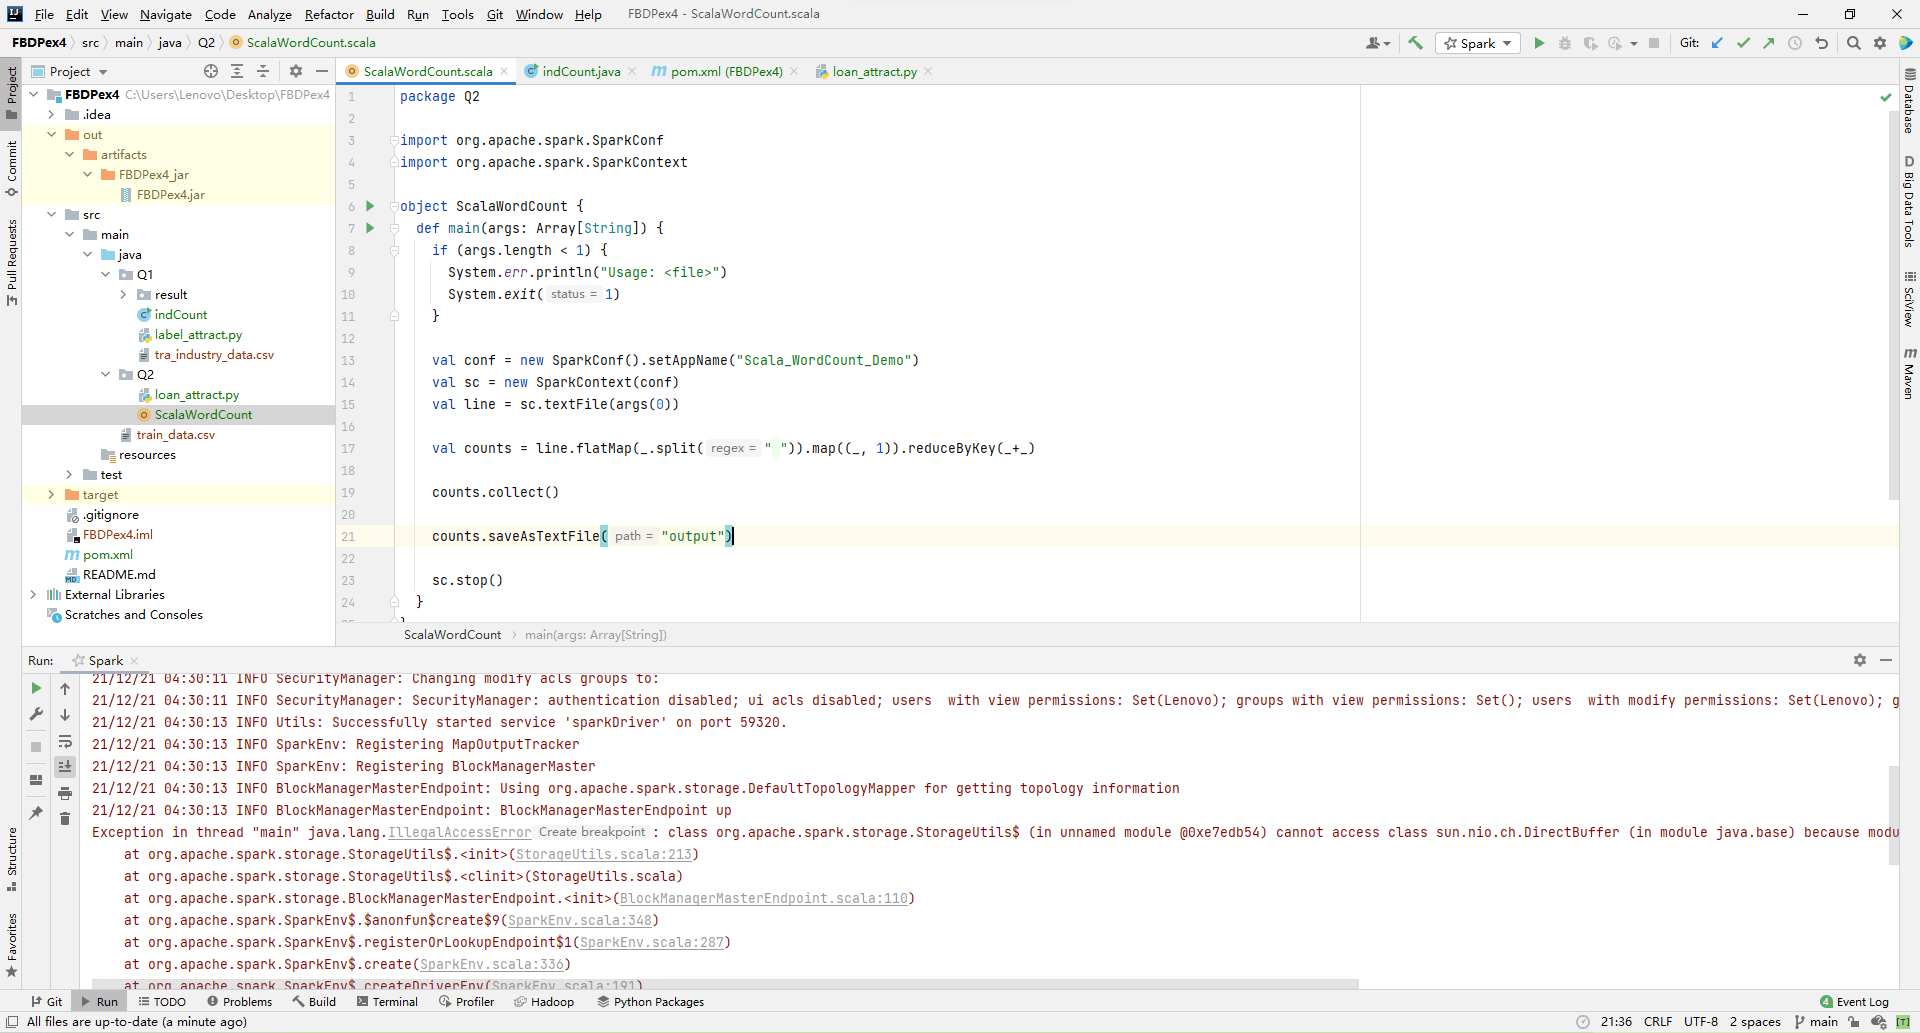 File Edit View Navigate Code Analyze Refactor Build Run Tools Git Window Help FBDPex4 - ScalaWordCount.scala
FBDPex4 src main java Q2 ScalaWordCount.scala Spark Git:
Project ScalaWordCount.scala indCount.java pom.xml (FBDPex4) loan_attract.py
Project
Commit
Pull Requests
FBDPex4 C:\Users\Lenovo\Desktop\FBDPex4
.idea
out
artifacts
FBDPex4_jar
FBDPex4.jar
src
main
java
Q1
result
indCount
label_attract.py
tra_industry_data.csv
Q2
loan_attract.py
ScalaWordCount
train_data.csv
resources
test
target
.gitignore
FBDPex4.iml
pom.xml
README.md
External Libraries
Scratches and Consoles
1 package Q2
2
3 import org.apache.spark.SparkConf
4 import org.apache.spark.SparkContext
5
6 object ScalaWordCount {
7 def main(args: Array[String]) {
8 if (args.length < 1) {
9 System.err.println("Usage: <file>")
10 System.exit( status = 1)
11 }
12
13 val conf = new SparkConf().setAppName("Scala_WordCount_Demo")
14 val sc = new SparkContext(conf)
15 val line = sc.textFile(args(0))
16
17 val counts = line.flatMap(_.split( regex = " ")).map((_, 1)).reduceByKey(_+_)
18
19 counts.collect()
20
21 counts.saveAsTextFile( path = "output")
22
23 sc.stop()
24 }
ScalaWordCount main(args: Array[String])
Database
Big Data Tools
SciView
Maven
Run: Spark
21/12/21 04:30:11 INFO SecurityManager: Changing modify acls groups to:
21/12/21 04:30:11 INFO SecurityManager: SecurityManager: authentication disabled; ui acls disabled; users  with view permissions: Set(Lenovo); groups with view permissions: Set(); users  with modify permissions: Set(Lenovo); g
21/12/21 04:30:13 INFO Utils: Successfully started service 'sparkDriver' on port 59320.
21/12/21 04:30:13 INFO SparkEnv: Registering MapOutputTracker
21/12/21 04:30:13 INFO SparkEnv: Registering BlockManagerMaster
21/12/21 04:30:13 INFO BlockManagerMasterEndpoint: Using org.apache.spark.storage.DefaultTopologyMapper for getting topology information
21/12/21 04:30:13 INFO BlockManagerMasterEndpoint: BlockManagerMasterEndpoint up
Exception in thread "main" java.lang.IllegalAccessError Create breakpoint : class org.apache.spark.storage.StorageUtils$ (in unnamed module @0xe7edb54) cannot access class sun.nio.ch.DirectBuffer (in module java.base) because modu
at org.apache.spark.storage.StorageUtils$.<init>(StorageUtils.scala:213)
at org.apache.spark.storage.StorageUtils$.<clinit>(StorageUtils.scala)
at org.apache.spark.storage.BlockManagerMasterEndpoint.<init>(BlockManagerMasterEndpoint.scala:110)
at org.apache.spark.SparkEnv$.$anonfun$create$9(SparkEnv.scala:348)
at org.apache.spark.SparkEnv$.registerOrLookupEndpoint$1(SparkEnv.scala:287)
at org.apache.spark.SparkEnv$.create(SparkEnv.scala:336)
at org.apache.spark.SparkEnv$.createDriverEnv(SparkEnv.scala:191)
Structure
Favorites
Git Run TODO Problems Build Terminal Profiler Hadoop Python Packages 4 Event Log
All files are up-to-date (a minute ago) 21:36 CRLF UTF-8 2 spaces main